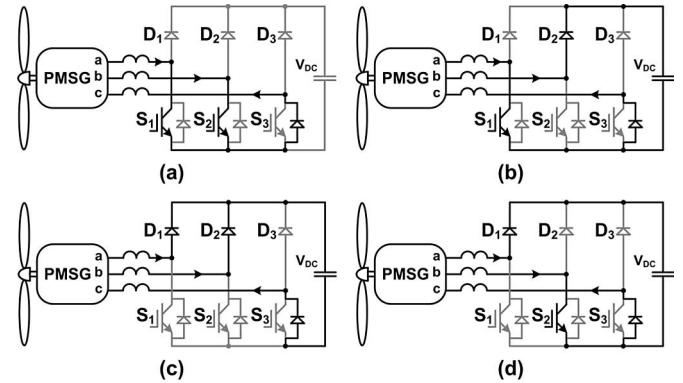 D1 D2 D3
a
PMSG b
c
VDC
S1 S2 S3
(a)
D1 D2 D3
a
PMSG b
c
VDC
S1 S2 S3
(b)
D1 D2 D3
a
PMSG b
c
VDC
S1 S2 S3
(c)
D1 D2 D3
a
PMSG b
c
VDC
S1 S2 S3
(d)